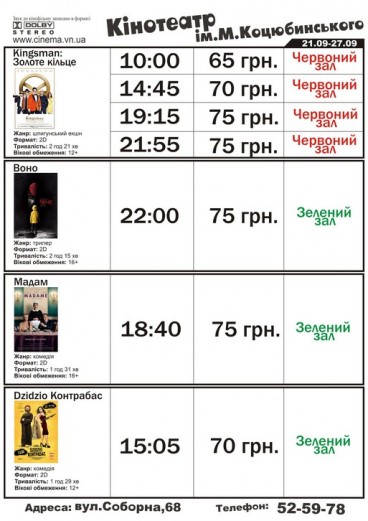 Звук до кінофільму записано в форматі
DOLBY
STEREO
www.cinema.vn.ua
Кінотеатр
ім.М.Коцюбинського
21.09-27.09
Kingsman:
Золоте кільце
Жанр: шпигунський екшн
Формат: 2D
Тривалість: 2 год 21 хв
Вікові обмеження: 12+
10:00 65 грн. Червоний зал
14:45 70 грн. Червоний зал
19:15 75 грн. Червоний зал
21:55 75 грн. Червоний зал
Воно
Жанр: трилер
Формат: 2D
Тривалість: 2 год 15 хв
Вікові обмеження: 16+
22:00 75 грн. Зелений зал
Мадам
MADAME
Жанр: комедія
Формат: 2D
Тривалість: 1 год 31 хв
Вікові обмеження: 16+
18:40 75 грн. Зелений зал
Dzidzio Контрабас
Жанр: комедія
Формат: 2D
Тривалість: 1 год 29 хв
Вікові обмеження: 12+
15:05 70 грн. Зелений зал
Адреса: вул.Соборна,68 Телефон: 52-59-78